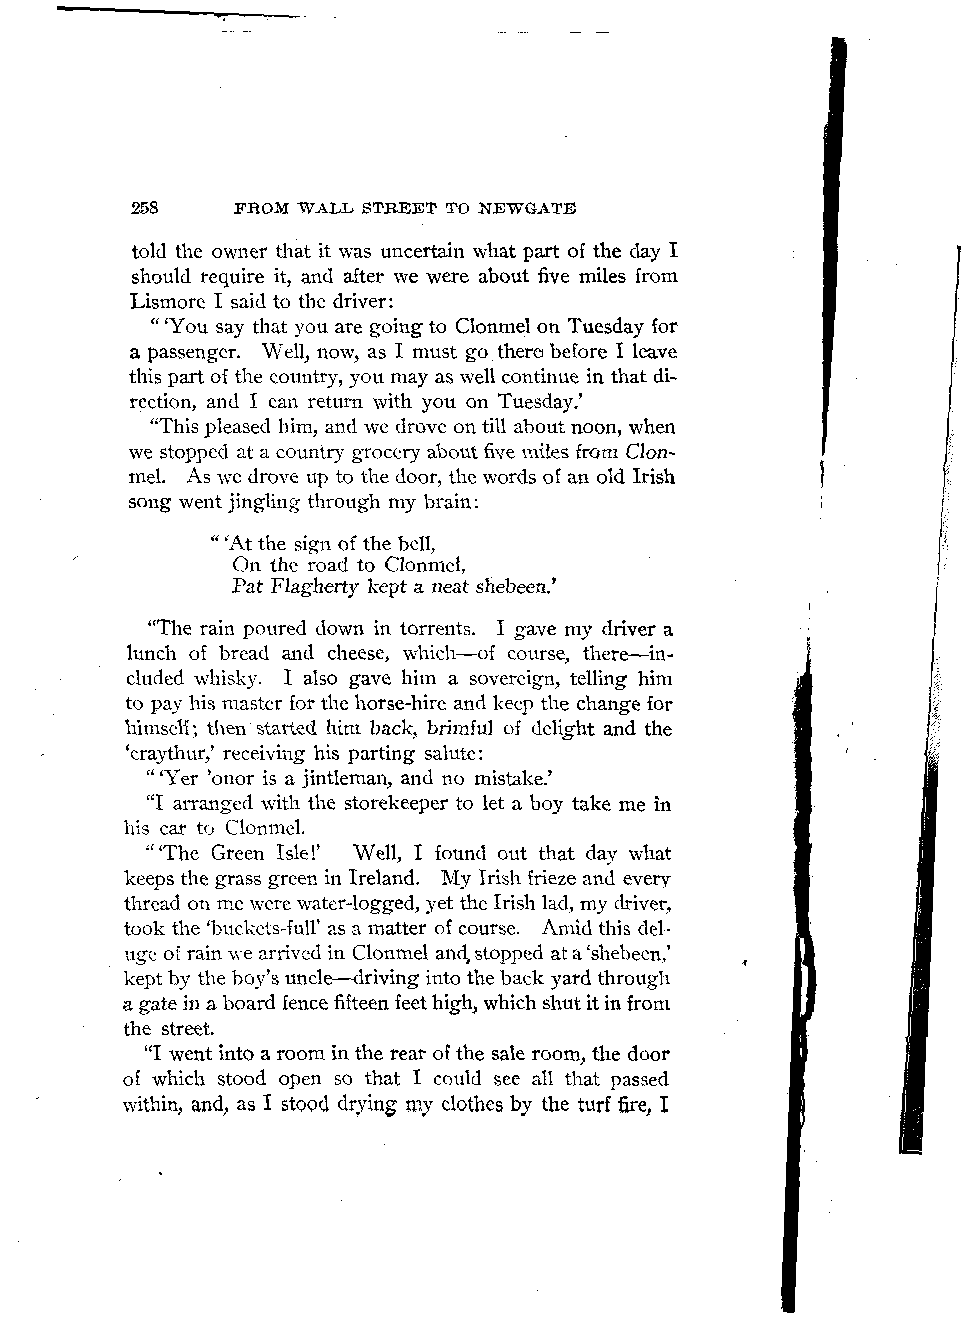 258 FROM WALL STREET TO NEWGATE
told the owner that it was uncertain what part of the day I
should require it, and after we were about five miles from
Lismore I said to the driver:
"'You say that you are going to Clonmel on Tuesday for
a passenger. Well, now, as I must go there before I leave
this part of the country, you may as well continue in that di-
rection, and I can return with you on Tuesday.'
"This pleased him, and we drove on till about noon, when
we stopped at a country grocery about five miles from Clon-
mel. As we drove up to the door, the words of an old Irish
song went jingling through my brain:
"'At the sign of the bell,
On the road to Clonmel,
Pat Flagherty kept a neat shebeen.'
"The rain poured down in torrents. I gave my driver a
lunch of bread and cheese, which—of course, there—in-
cluded whisky. I also gave him a sovereign, telling him
to pay his master for the horse-hire and keep the change for
himself; then started him back, brimful of delight and the
'craythur,' receiving his parting salute:
"'Yer 'onor is a jintleman, and no mistake.'
"I arranged with the storekeeper to let a boy take me in
his car to Clonmel.
"'The Green Isle!' Well, I found out that day what
keeps the grass green in Ireland. My Irish frieze and every
thread on me were water-logged, yet the Irish lad, my driver,
took the 'buckets-full' as a matter of course. Amid this del-
uge of rain we arrived in Clonmel and, stopped at a 'shebeen,'
kept by the boy's uncle—driving into the back yard through
a gate in a board fence fifteen feet high, which shut it in from
the street.
"I went into a room in the rear of the sale room, the door
of which stood open so that I could see all that passed
within, and, as I stood drying my clothes by the turf fire, I